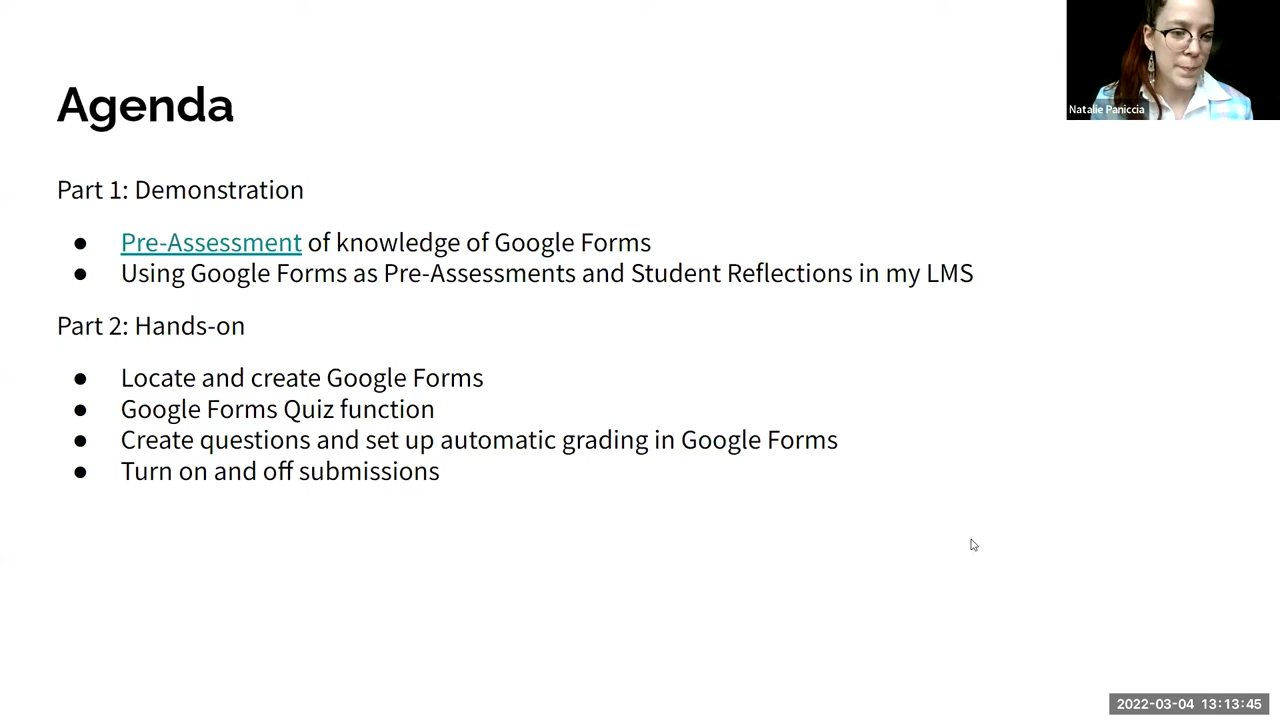 Agenda
Natalie Paniccia
Part 1: Demonstration
● Pre-Assessment of knowledge of Google Forms
● Using Google Forms as Pre-Assessments and Student Reflections in my LMS
Part 2: Hands-on
● Locate and create Google Forms
● Google Forms Quiz function
● Create questions and set up automatic grading in Google Forms
● Turn on and off submissions
2022-03-04 13:13:45